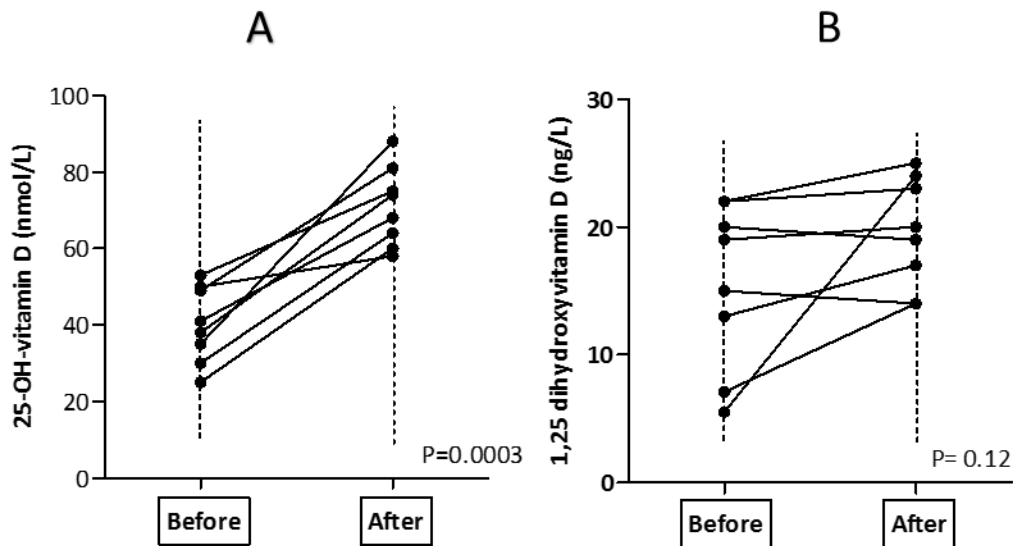 A
B
25-OH-vitamin D (nmol/L)
100
80
60
40
20
0
P=0.0003
Before
After
1,25 dihydroxyvitamin D (ng/L)
30
20
10
0
P= 0.12
Before
After